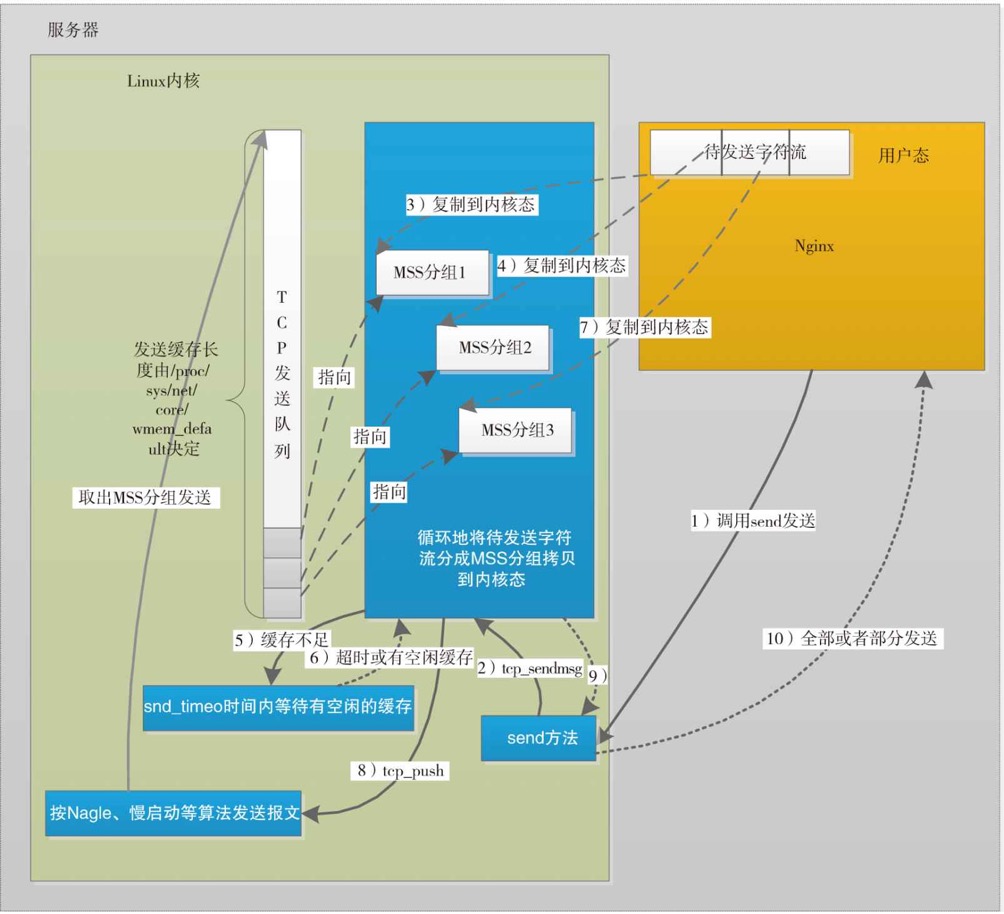 服务器
Linux内核
待发送字符流
用户态
Nginx
3）复制到内核态
4）复制到内核态
7）复制到内核态
MSS分组1
MSS分组2
MSS分组3
T
C
P
发
送
队
列
发送缓存长
度由/proc/
sys/net/
core/
wmem_defa
ult决定
指向
指向
指向
取出MSS分组发送
循环地将待发送字符
流分成MSS分组拷贝
到内核态
1）调用send发送
5）缓存不足
6）超时或有空闲缓存
2）tcp_sendmsg
9）
10）全部或者部分发送
snd_timeo时间内等待有空闲的缓存
send方法
8）tcp_push
按Nagle、慢启动等算法发送报文